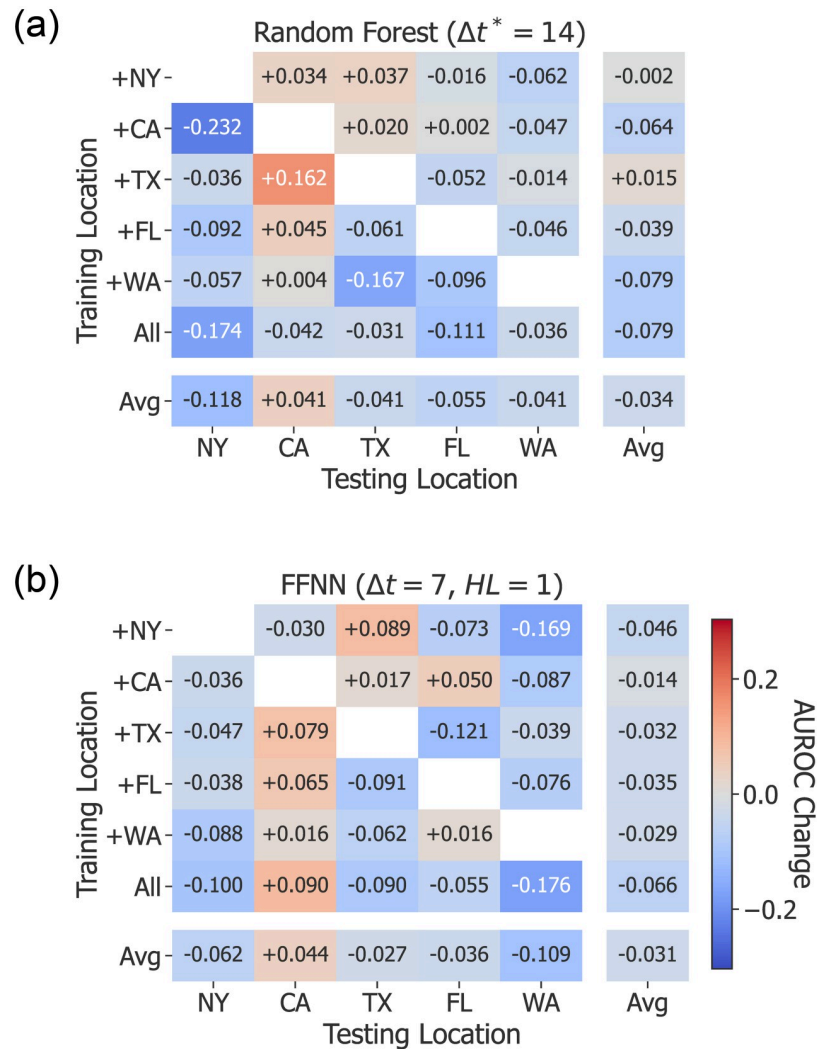 (a)
Random Forest (Δt* = 14)
Training Location
+NY +0.034 +0.037 -0.016 -0.062 -0.002
+CA -0.232 +0.020 +0.002 -0.047 -0.064
+TX -0.036 +0.162 -0.052 -0.014 +0.015
+FL -0.092 +0.045 -0.061 -0.046 -0.039
+WA -0.057 +0.004 -0.167 -0.096 -0.079
All -0.174 -0.042 -0.031 -0.111 -0.036 -0.079
Avg -0.118 +0.041 -0.041 -0.055 -0.041 -0.034
NY CA TX FL WA Avg
Testing Location
(b)
FFNN (Δt = 7, HL = 1)
Training Location
+NY -0.030 +0.089 -0.073 -0.169 -0.046
+CA -0.036 +0.017 +0.050 -0.087 -0.014
+TX -0.047 +0.079 -0.121 -0.039 -0.032
+FL -0.038 +0.065 -0.091 -0.076 -0.035
+WA -0.088 +0.016 -0.062 +0.016 -0.029
All -0.100 +0.090 -0.090 -0.055 -0.176 -0.066
Avg -0.062 +0.044 -0.027 -0.036 -0.109 -0.031
NY CA TX FL WA Avg
Testing Location
0.2
0.0
−0.2
AUROC Change